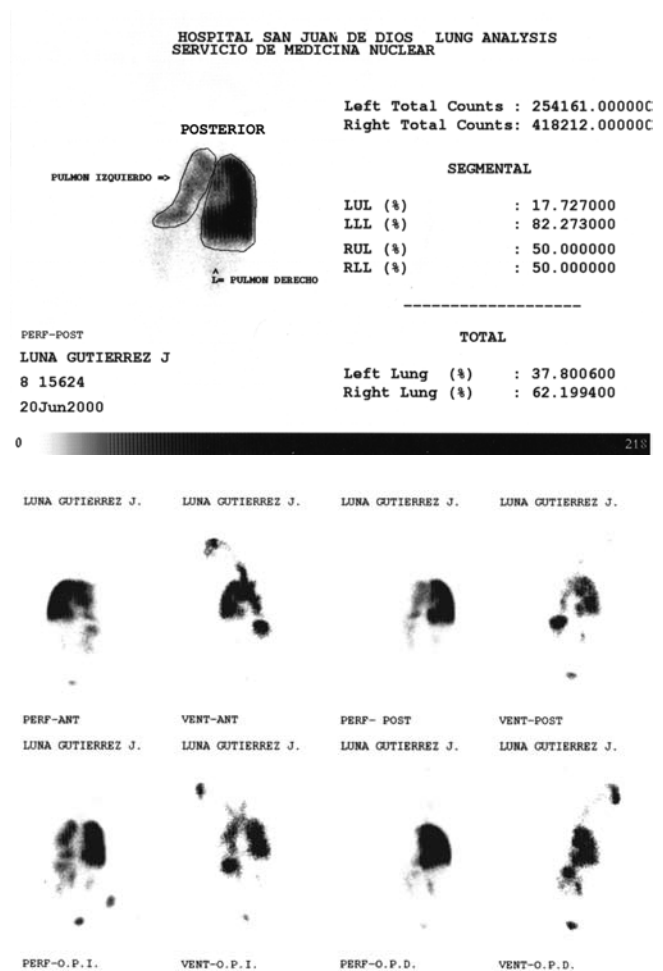 HOSPITAL SAN JUAN DE DIOS LUNG ANALYSIS
SERVICIO DE MEDICINA NUCLEAR
Left Total Counts : 254161.00000C
Right Total Counts: 418212.00000C
POSTERIOR
PULMON IZQUIERDO =>
^
L= PULMON DERECHO
SEGMENTAL
LUL (%) : 17.727000
LLL (%) : 82.273000
RUL (%) : 50.000000
RLL (%) : 50.000000
--------------------
PERF-POST
LUNA GUTIERREZ J
8 15624
20Jun2000
TOTAL
Left Lung (%) : 37.800600
Right Lung (%) : 62.199400
0 218
LUNA GUTIERREZ J. LUNA GUTIERREZ J. LUNA GUTIERREZ J. LUNA GUTIERREZ J.
PERF-ANT VENT-ANT PERF- POST VENT-POST
LUNA GUTIERREZ J. LUNA GUTIERREZ J. LUNA GUTIERREZ J. LUNA GUTIERREZ J.
PERF-O.P.I. VENT-O.P.I. PERF-O.P.D. VENT-O.P.D.